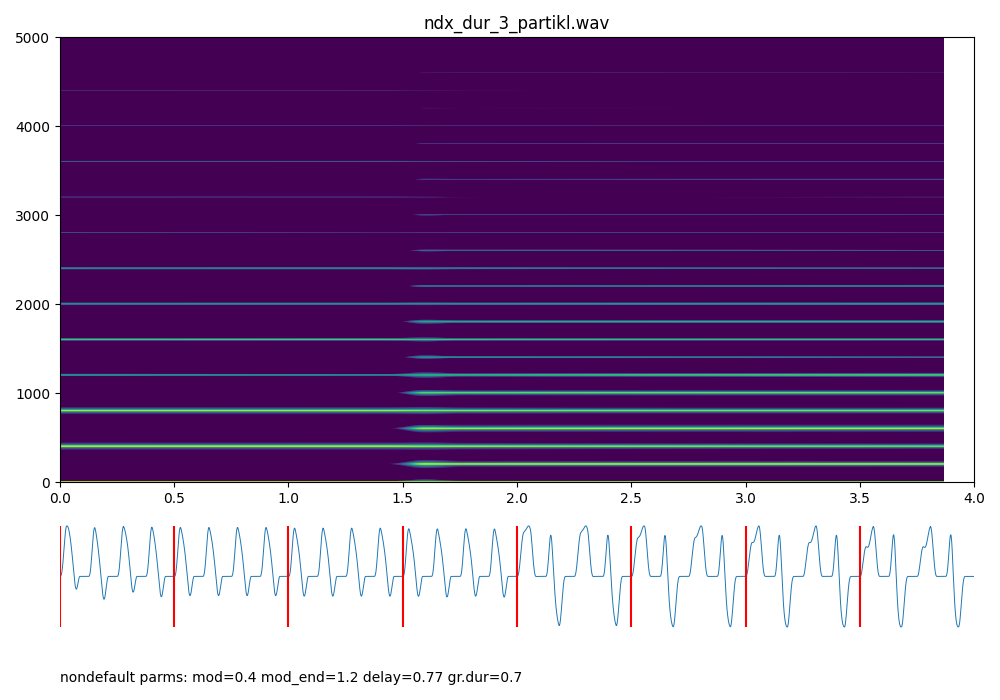 ndx_dur_3_partikl.wav
5000
4000
3000
2000
1000
0
0.0 0.5 1.0 1.5 2.0 2.5 3.0 3.5 4.0
nondefault parms: mod=0.4 mod_end=1.2 delay=0.77 gr.dur=0.7